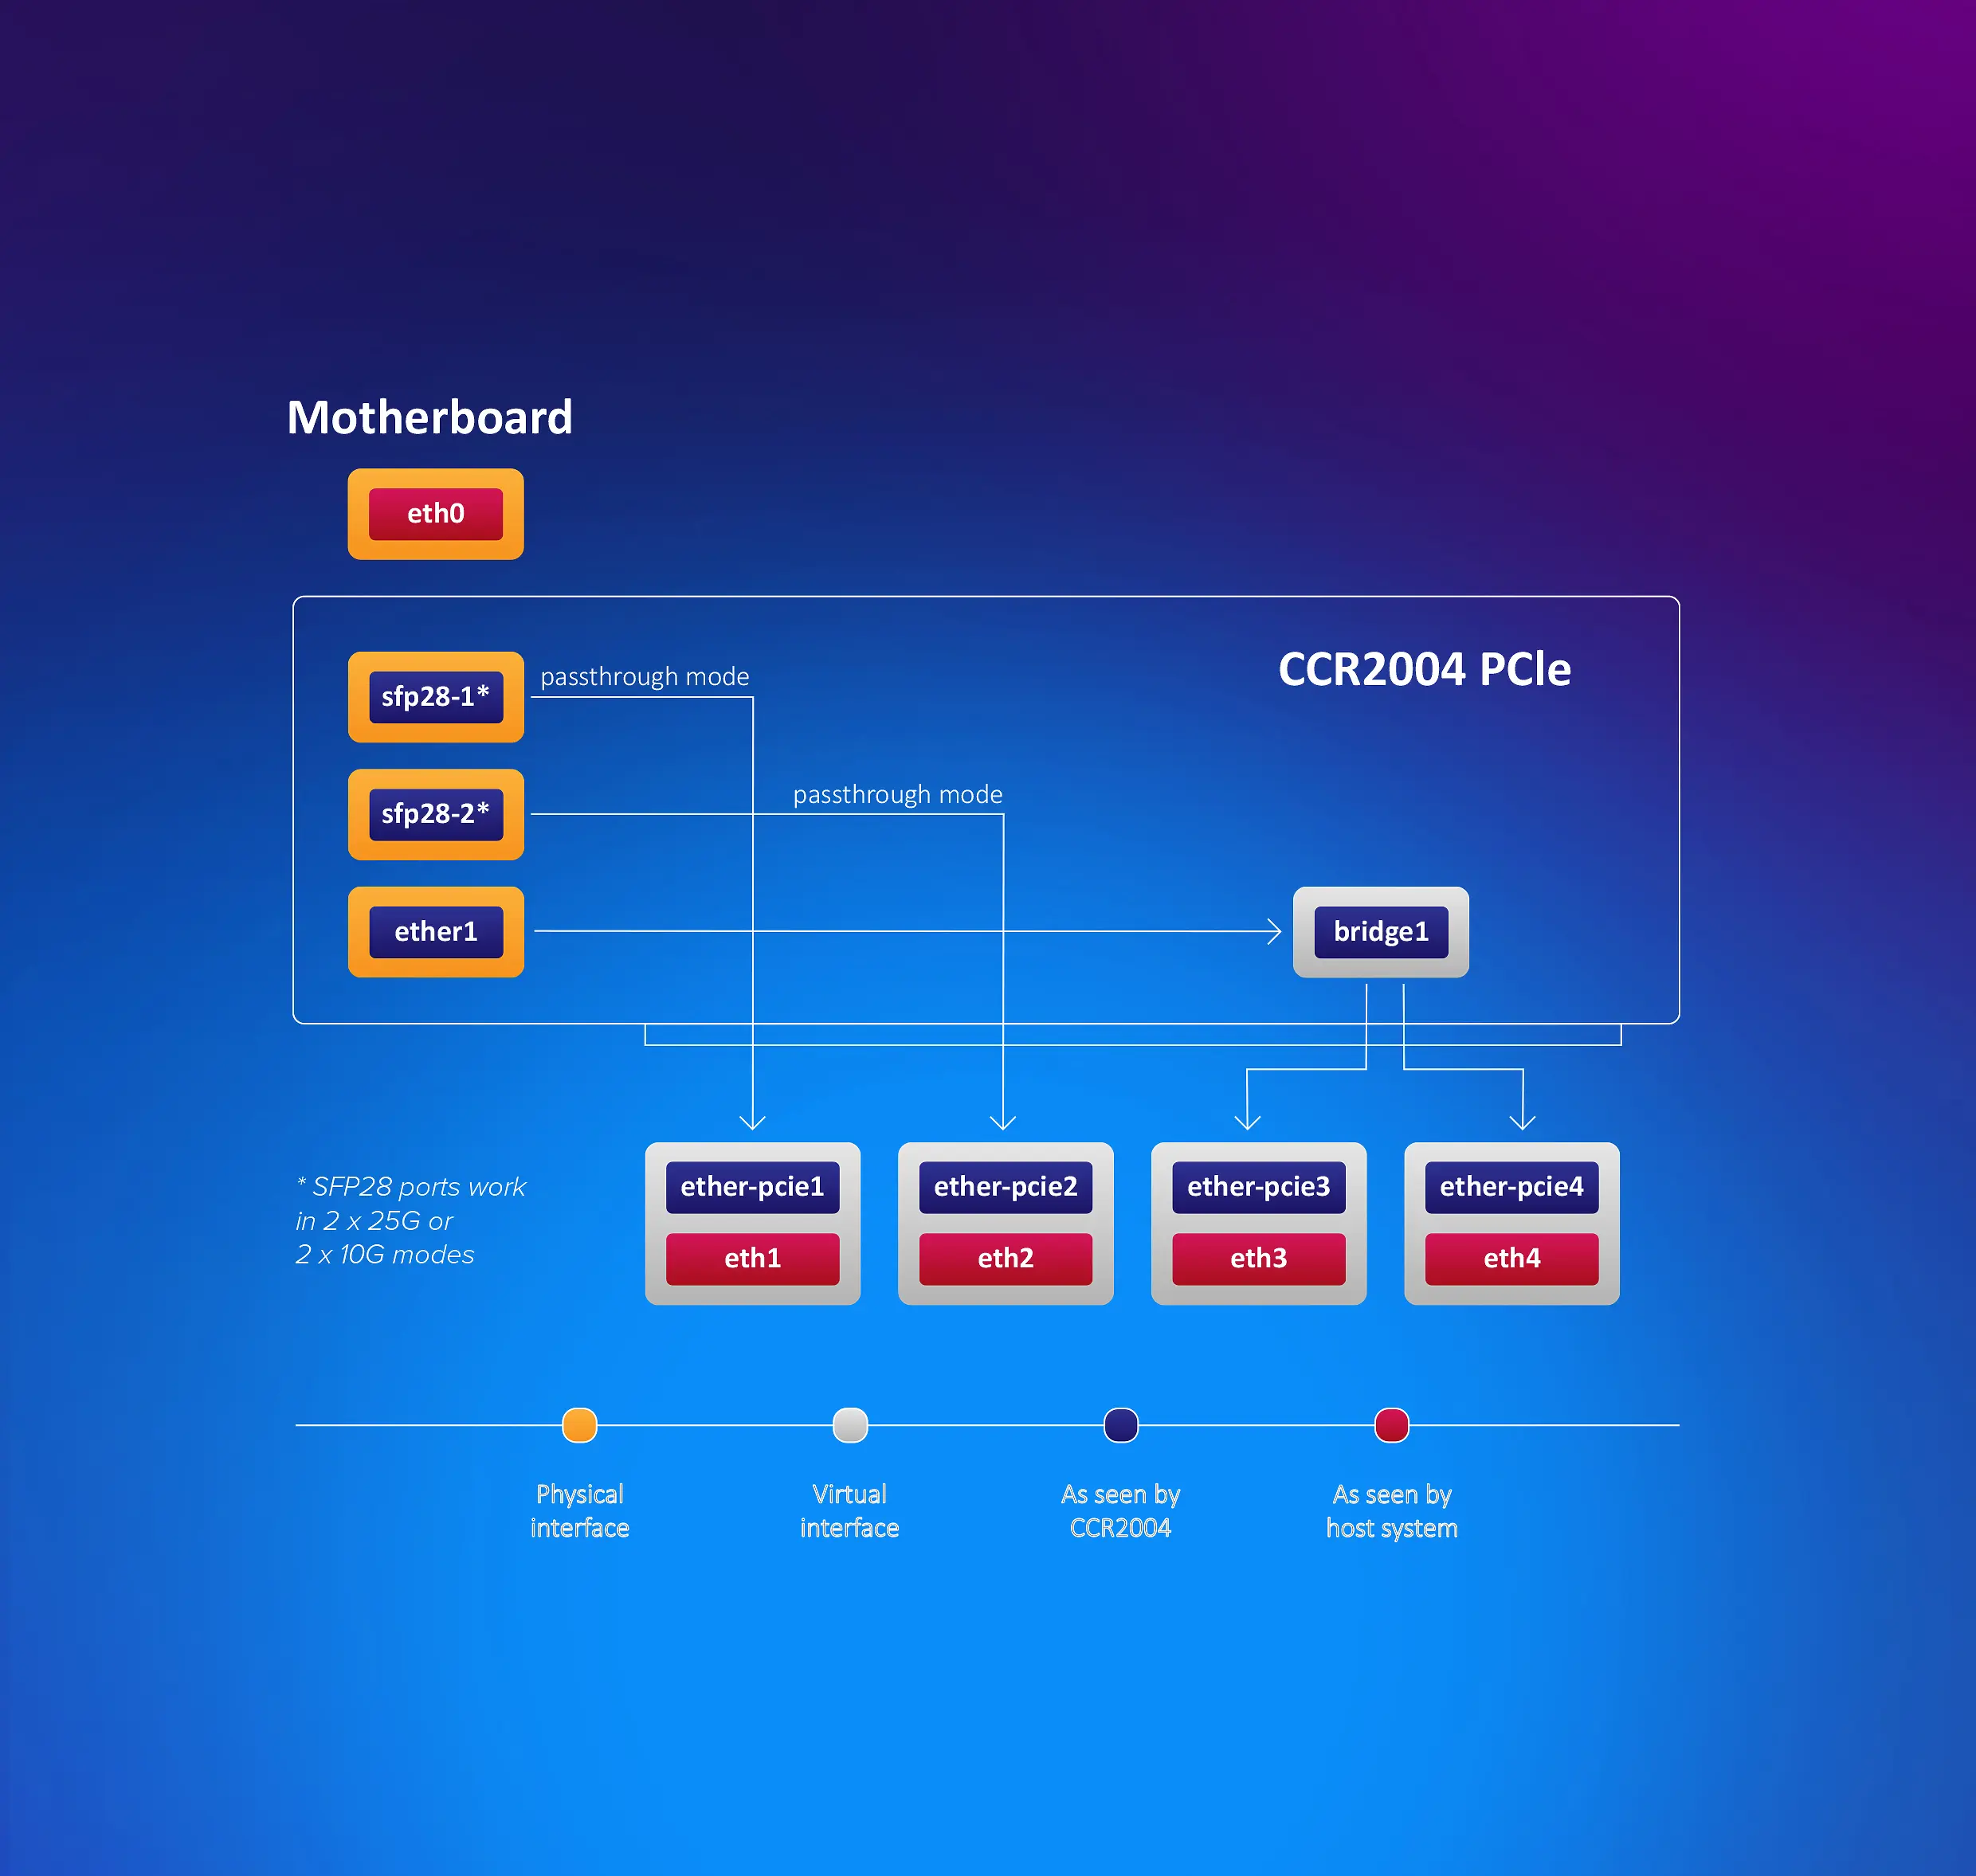 Motherboard
eth0
CCR2004 PCIe
sfp28-1*
passthrough mode
sfp28-2*
passthrough mode
ether1
bridge1
ether-pcie1
ether-pcie2
ether-pcie3
ether-pcie4
eth1
eth2
eth3
eth4
* SFP28 ports work
in 2 x 25G or
2 x 10G modes
Physical
interface
Virtual
interface
As seen by
CCR2004
As seen by
host system